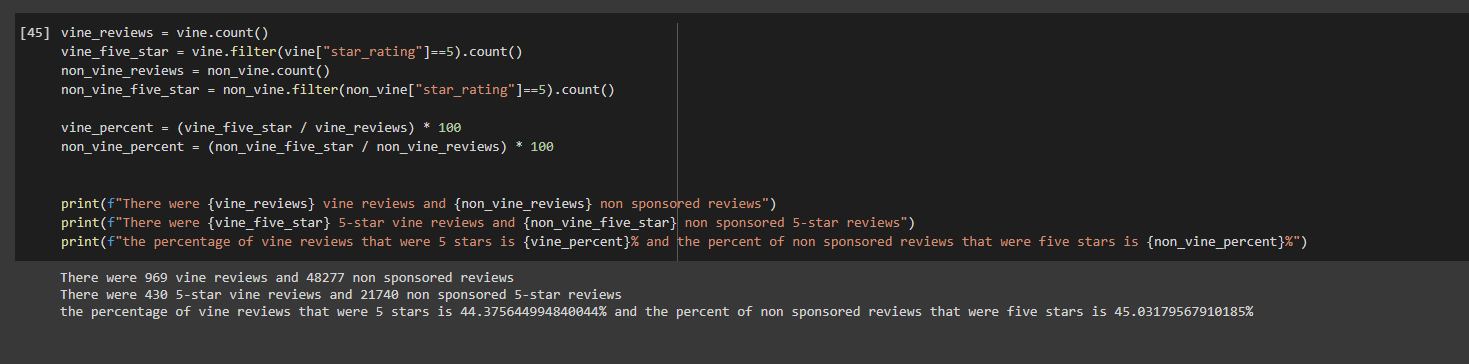 [45] vine_reviews = vine.count()
vine_five_star = vine.filter(vine["star_rating"]==5).count()
non_vine_reviews = non_vine.count()
non_vine_five_star = non_vine.filter(non_vine["star_rating"]==5).count()
vine_percent = (vine_five_star / vine_reviews) * 100
non_vine_percent = (non_vine_five_star / non_vine_reviews) * 100
print(f"There were {vine_reviews} vine reviews and {non_vine_reviews} non sponsored reviews")
print(f"There were {vine_five_star} 5-star vine reviews and {non_vine_five_star} non sponsored 5-star reviews")
print(f"the percentage of vine reviews that were 5 stars is {vine_percent}% and the percent of non sponsored reviews that were five stars is {non_vine_percent}%")
There were 969 vine reviews and 48277 non sponsored reviews
There were 430 5-star vine reviews and 21740 non sponsored 5-star reviews
the percentage of vine reviews that were 5 stars is 44.375644994840044% and the percent of non sponsored reviews that were five stars is 45.03179567910185%